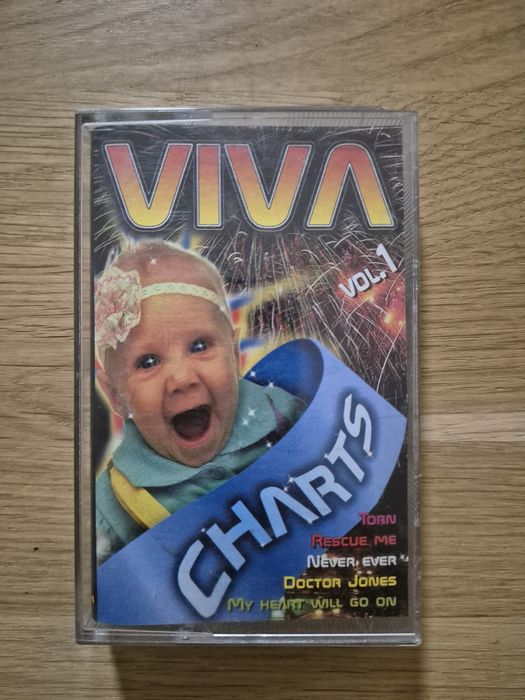 VIVA
VOL.1
CHARTS
TORN
RESCUE ME
NEVER EVER
DOCTOR JONES
MY HEART WILL GO ON